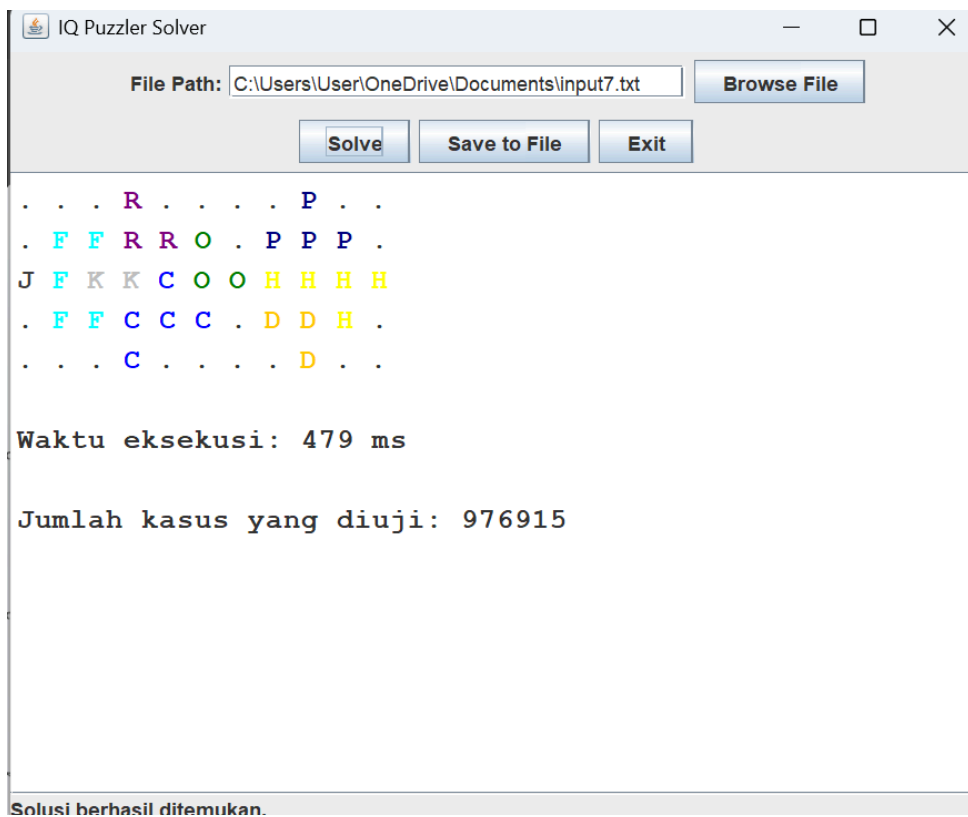 IQ Puzzler Solver
File Path: C:\Users\User\OneDrive\Documents\input7.txt Browse File
Solve Save to File Exit
. . . R . . . . P . .
. F F R R O . P P P .
J F K K C O O H H H H
. F F C C C . D D H .
. . . C . . . . D . .
Waktu eksekusi: 479 ms
Jumlah kasus yang diuji: 976915
Solusi berhasil ditemukan.